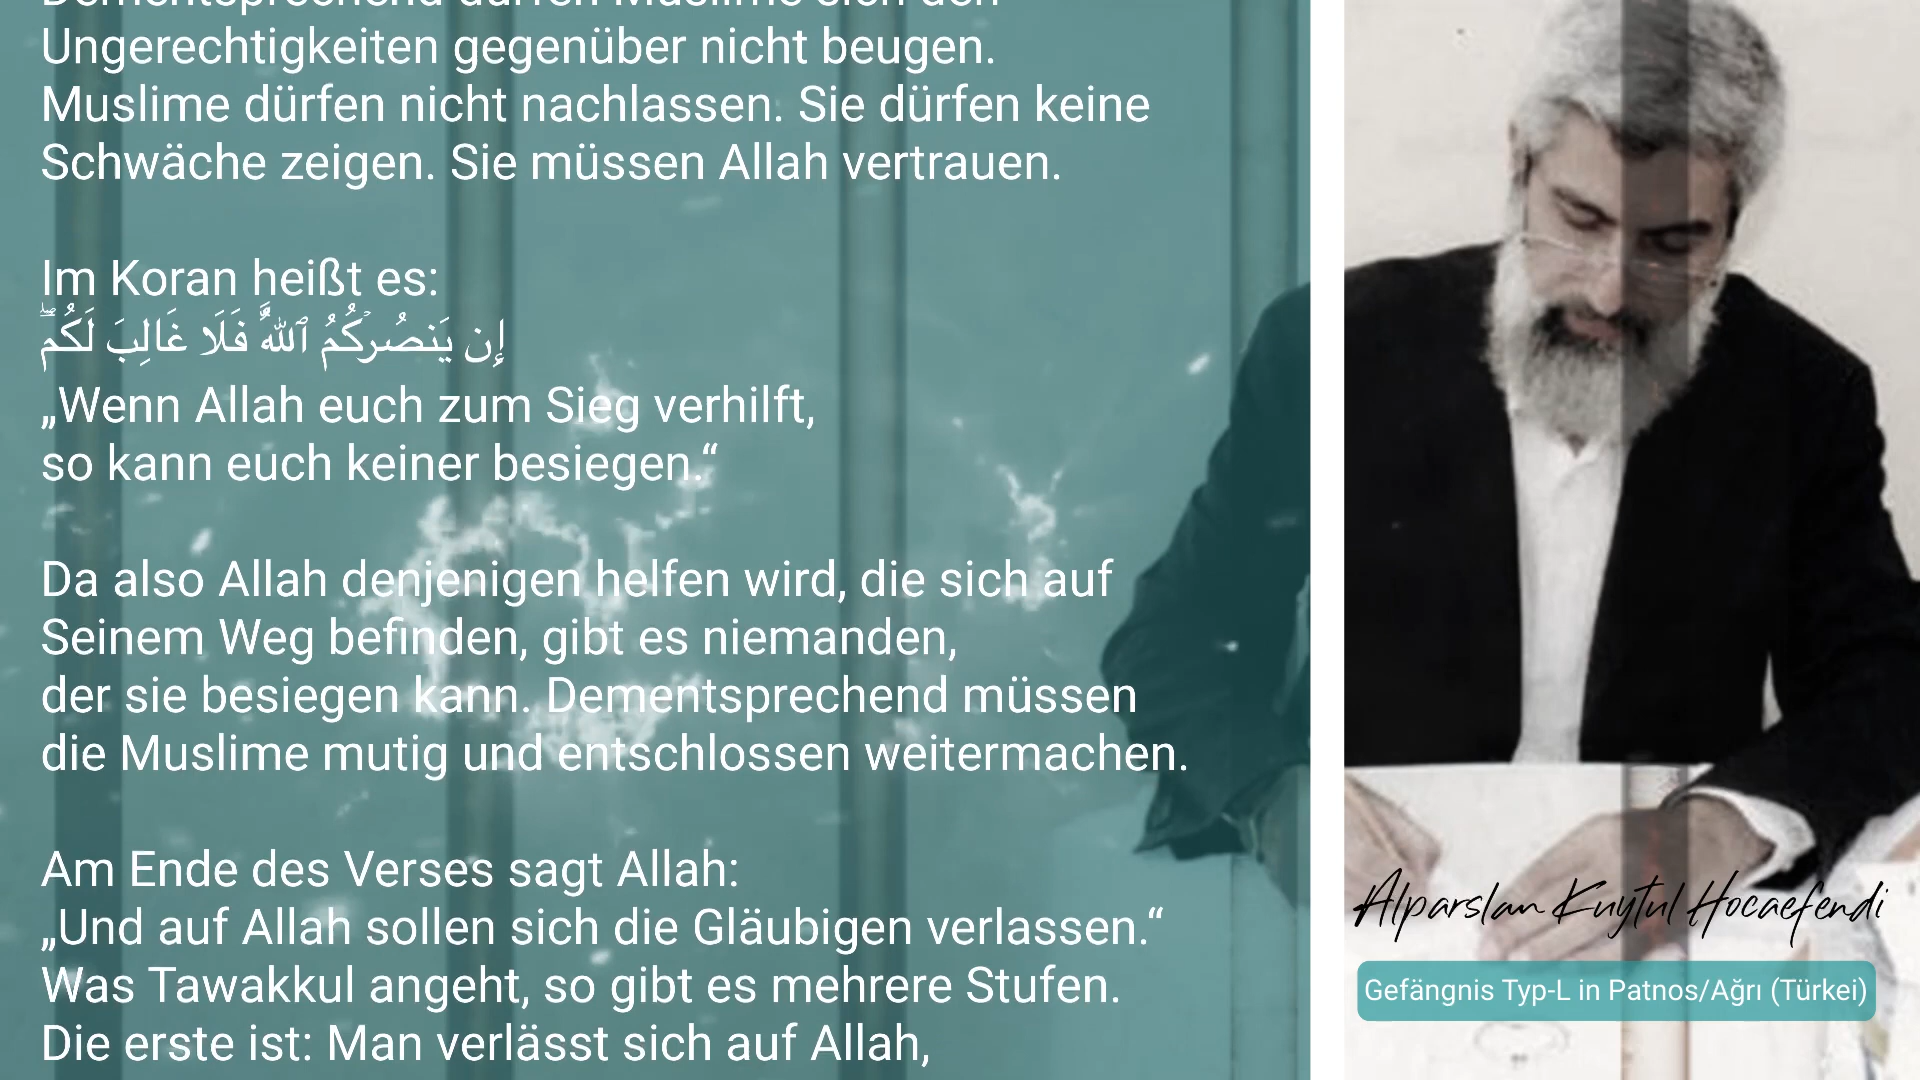 Dementsprechend dürfen Muslime sich den
Ungerechtigkeiten gegenüber nicht beugen.
Muslime dürfen nicht nachlassen. Sie dürfen keine
Schwäche zeigen. Sie müssen Allah vertrauen.
Im Koran heißt es:
إِن يَنصُرْكُمُ ٱللَّهُ فَلَا غَالِبَ لَكُمْۖ
„Wenn Allah euch zum Sieg verhilft,
so kann euch keiner besiegen.“
Da also Allah denjenigen helfen wird, die sich auf
Seinem Weg befinden, gibt es niemanden,
der sie besiegen kann. Dementsprechend müssen
die Muslime mutig und entschlossen weitermachen.
Am Ende des Verses sagt Allah:
„Und auf Allah sollen sich die Gläubigen verlassen.“
Was Tawakkul angeht, so gibt es mehrere Stufen.
Die erste ist: Man verlässt sich auf Allah,
Alparslan Kuytul Hocaefendi
Gefängnis Typ-L in Patnos/Ağrı (Türkei)